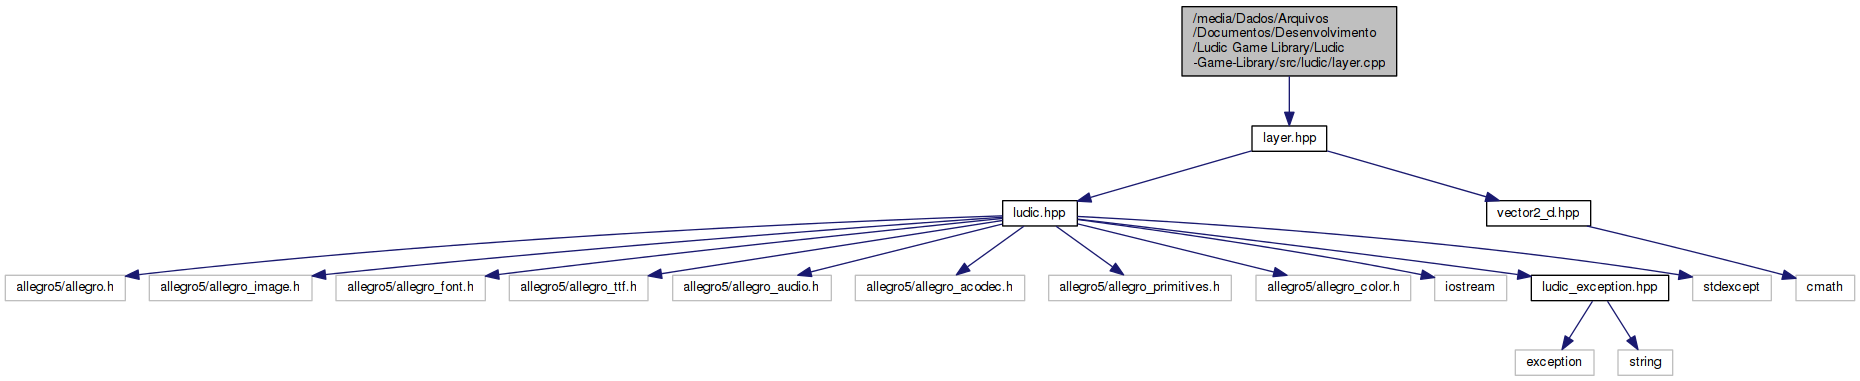 /media/Dados/Arquivos
/Documentos/Desenvolvimento
/Ludic Game Library/Ludic
-Game-Library/src/ludic/layer.cpp
layer.hpp
ludic.hpp
vector2_d.hpp
allegro5/allegro.h
allegro5/allegro_image.h
allegro5/allegro_font.h
allegro5/allegro_ttf.h
allegro5/allegro_audio.h
allegro5/allegro_acodec.h
allegro5/allegro_primitives.h
allegro5/allegro_color.h
iostream
ludic_exception.hpp
stdexcept
cmath
exception
string